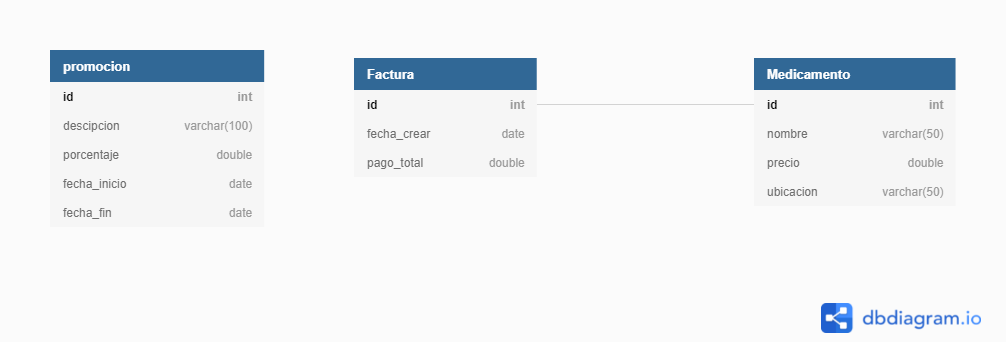 promocion
id int
descipcion varchar(100)
porcentaje double
fecha_inicio date
fecha_fin date
Factura
id int
fecha_crear date
pago_total double
Medicamento
id int
nombre varchar(50)
precio double
ubicacion varchar(50)
dbdiagram.io